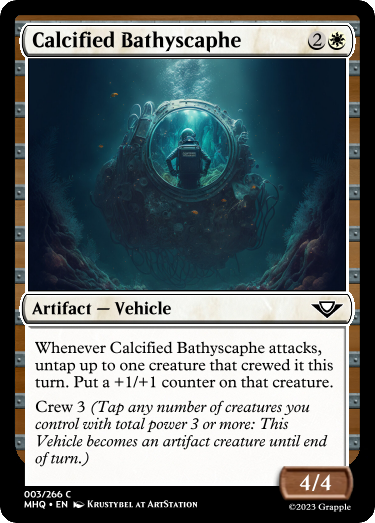 Calcified Bathyscaphe 2
Artifact — Vehicle
Whenever Calcified Bathyscaphe attacks,
untap up to one creature that crewed it this
turn. Put a +1/+1 counter on that creature.
Crew 3 (Tap any number of creatures you
control with total power 3 or more: This
Vehicle becomes an artifact creature until end
of turn.)
4/4
003/266 C
MHQ • EN Krustybel at ArtStation
©2023 Grapple